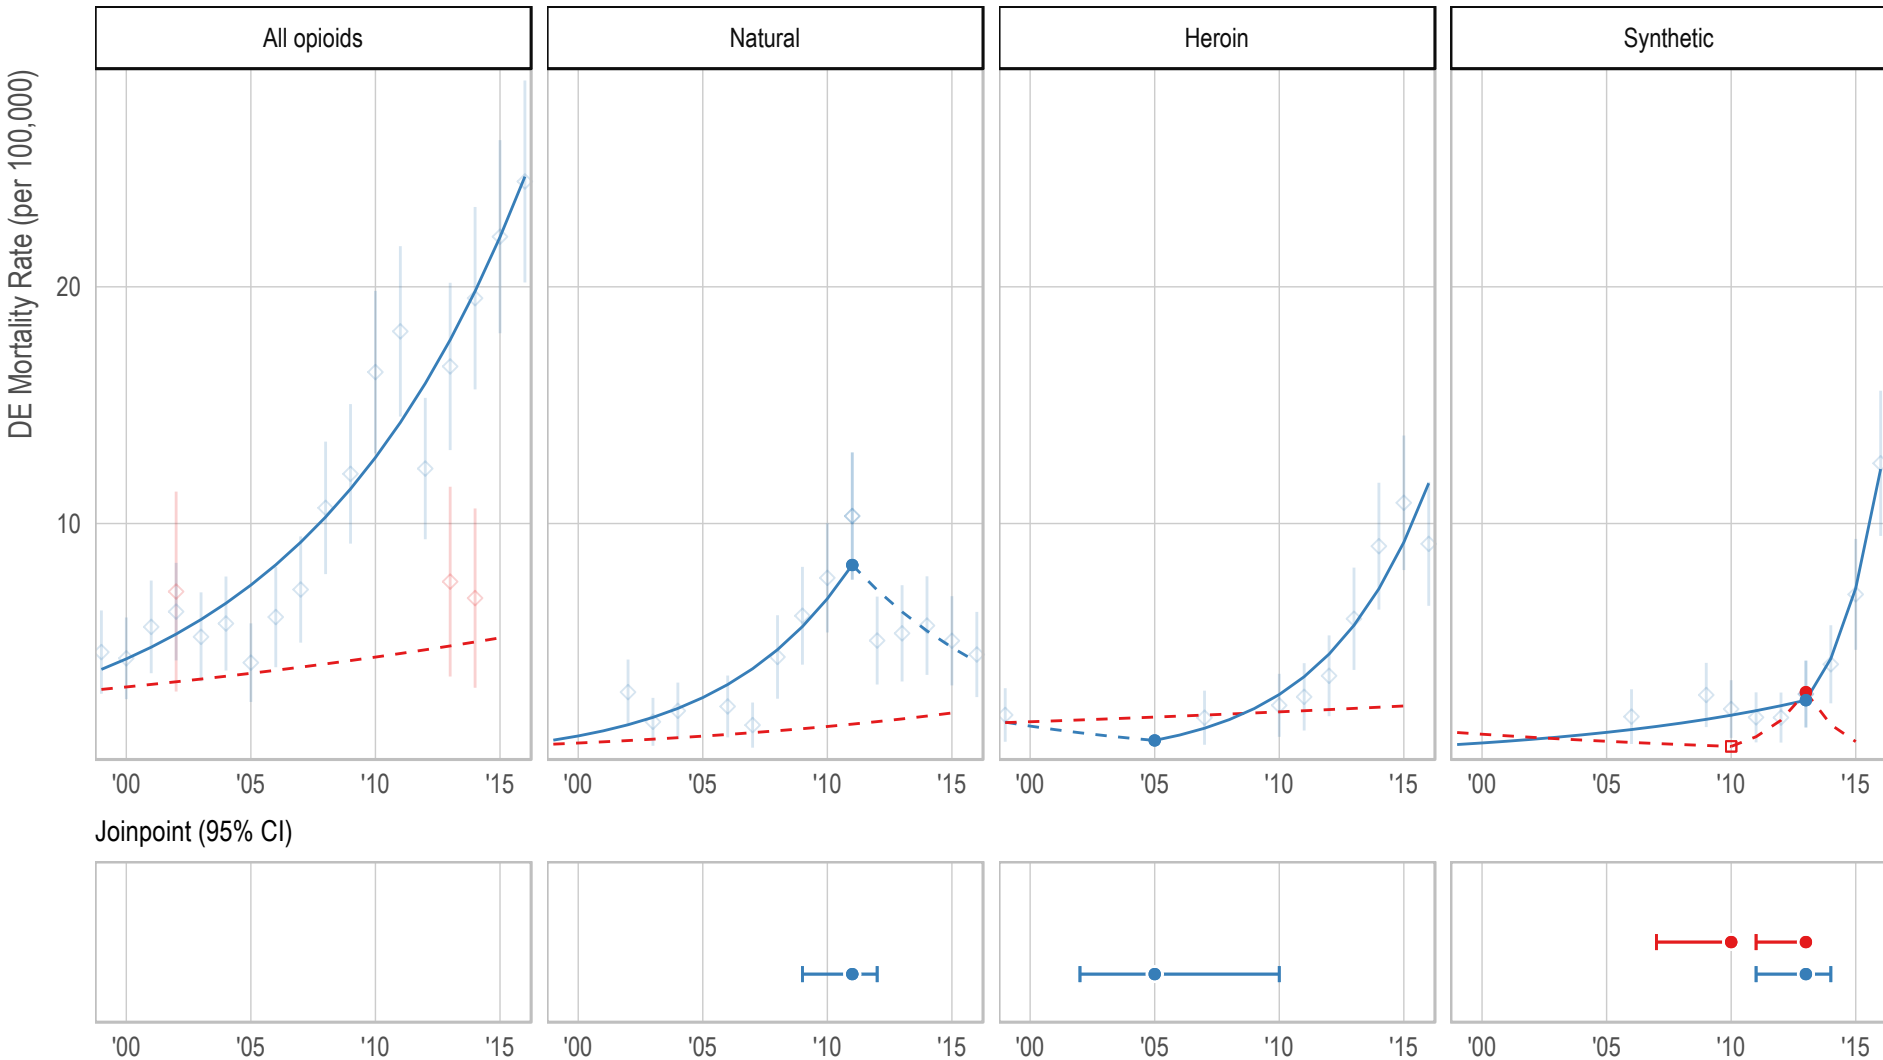 All opioids Natural Heroin Synthetic
DE Mortality Rate (per 100,000)
20
10
'00 '05 '10 '15 '00 '05 '10 '15 '00 '05 '10 '15 '00 '05 '10 '15
Joinpoint (95% CI)
'00 '05 '10 '15 '00 '05 '10 '15 '00 '05 '10 '15 '00 '05 '10 '15